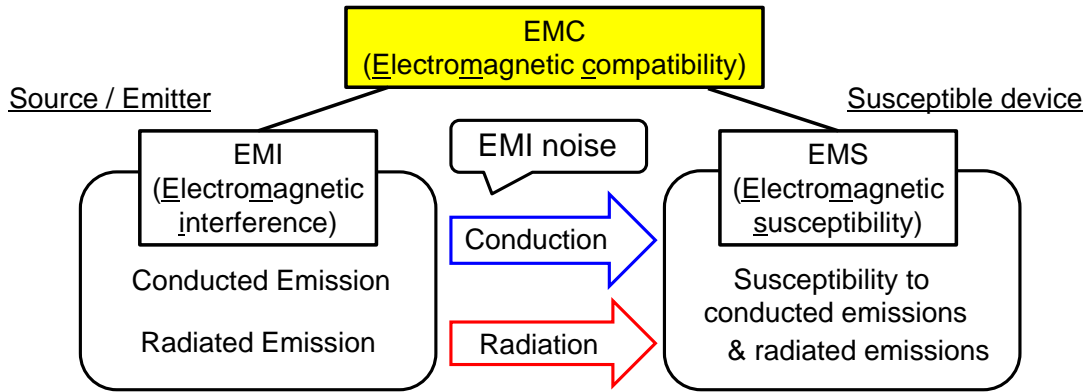 EMC
(Electromagnetic compatibility)
Source / Emitter
Susceptible device
EMI
(Electromagnetic
interference)
EMI noise
EMS
(Electromagnetic
susceptibility)
Conduction
Conducted Emission
Radiated Emission
Radiation
Susceptibility to
conducted emissions
& radiated emissions